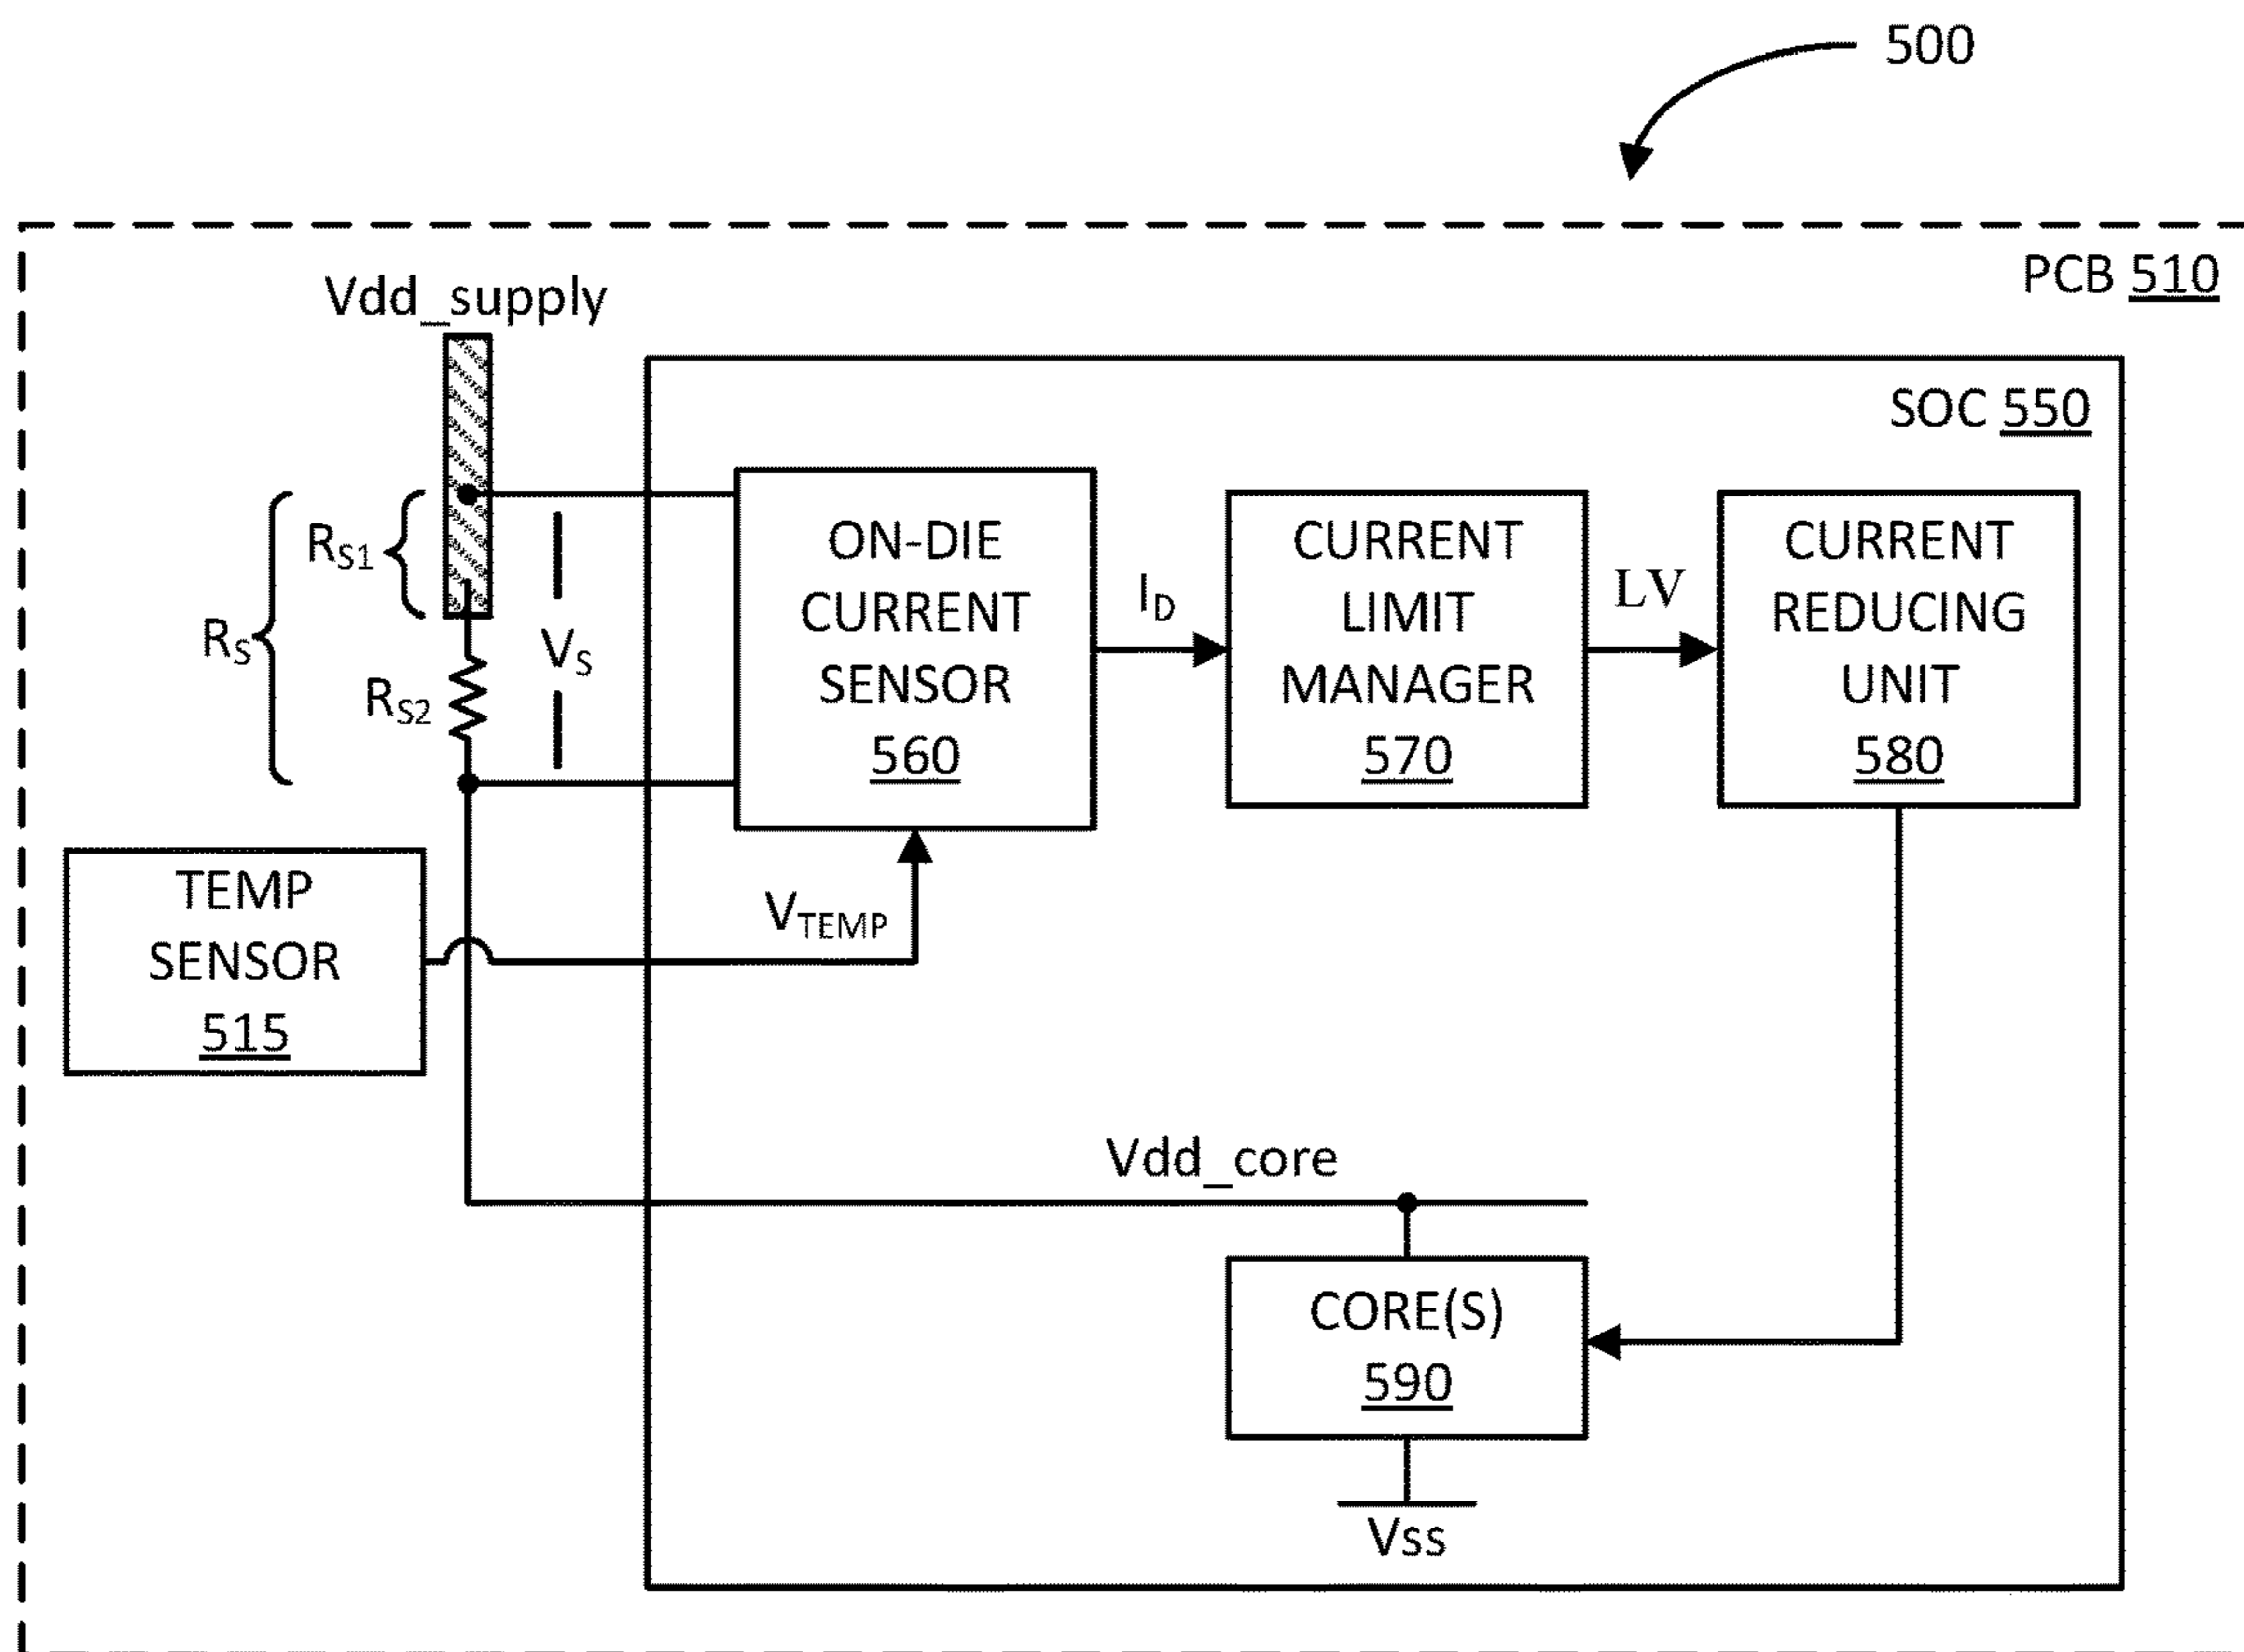 500
PCB 510
Vdd_supply
SOC 550
RS1
RS
RS2
VS
ON-DIE
CURRENT
SENSOR
560
ID
CURRENT
LIMIT
MANAGER
570
LV
CURRENT
REDUCING
UNIT
580
TEMP
SENSOR
515
VTEMP
Vdd_core
CORE(S)
590
Vss